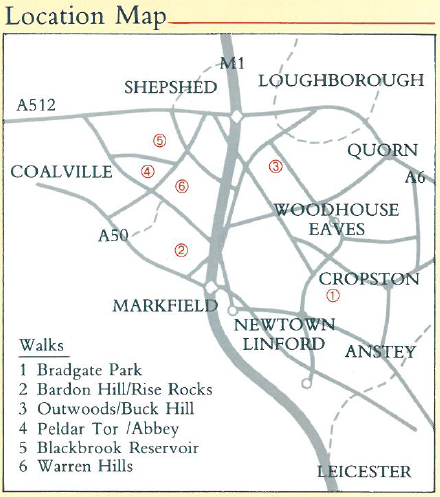 Location Map
M1
SHEPSHED
LOUGHBOROUGH
A512
5
QUORN
COALVILLE
4
3
A6
6
WOODHOUSE
EAVES
A50
2
CROPSTON
1
MARKFIELD
NEWTOWN
LINFORD
ANSTEY
Walks
1 Bradgate Park
2 Bardon Hill/Rise Rocks
3 Outwoods/Buck Hill
4 Peldar Tor /Abbey
5 Blackbrook Reservoir
6 Warren Hills
LEICESTER